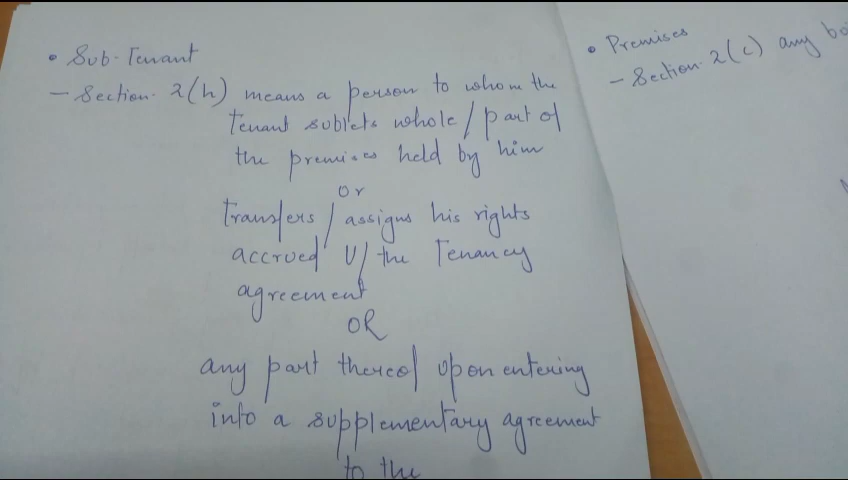 • Sub-Tenant
- Section 2(h) means a person to whom the
Tenant sublets whole / part of
the premises held by him
Or
Transfers / assigns his rights
accrued U/ the Tenancy
agreement
OR
any part thereof upon entering
into a supplementary agreement
to the
• Premises
- Section 2(c) any